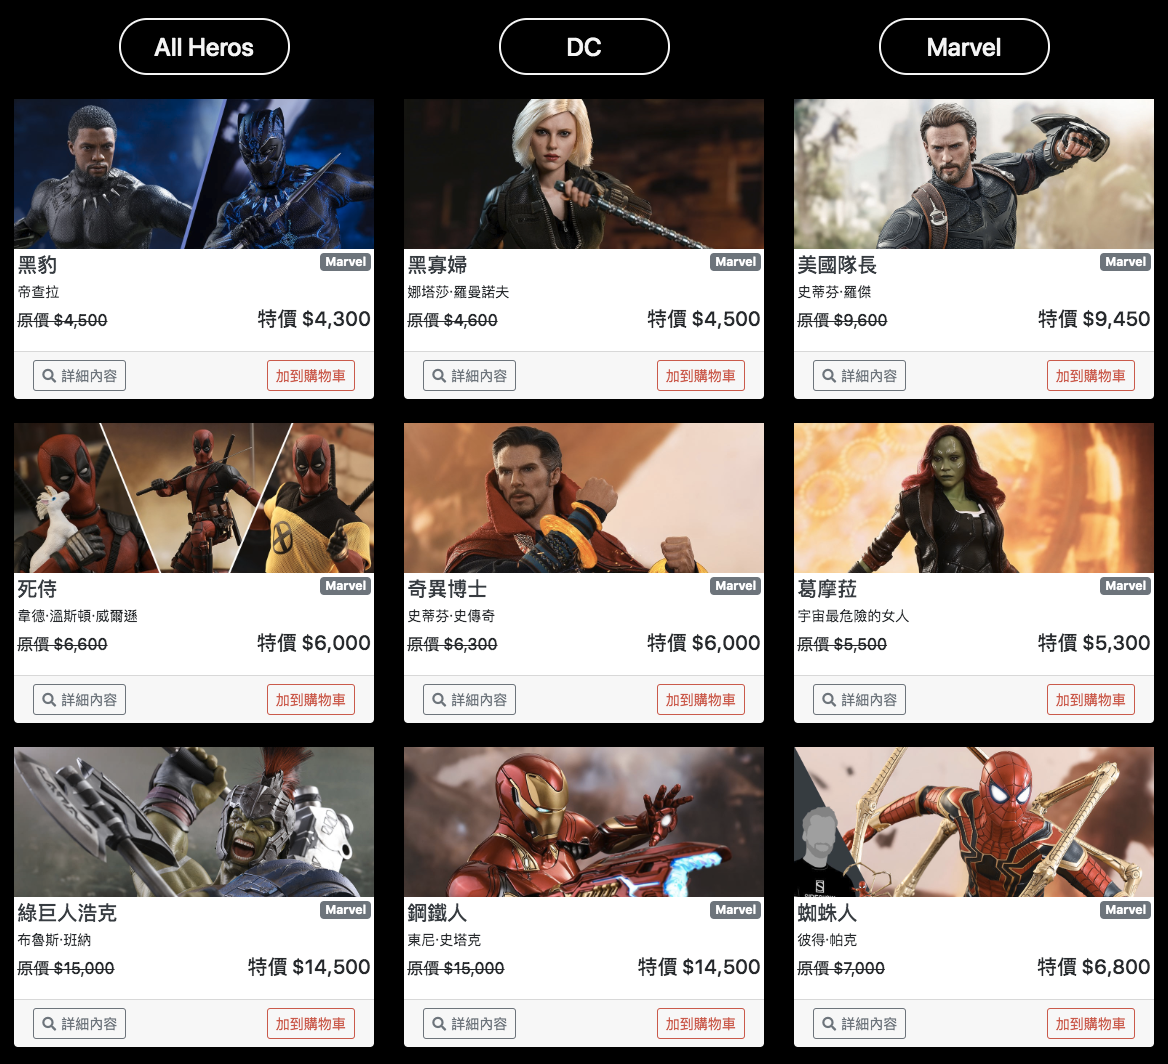 All Heros
DC
Marvel
黑豹 Marvel
帝查拉
原價 $4,500 特價 $4,300
詳細內容 加到購物車
黑寡婦 Marvel
娜塔莎·羅曼諾夫
原價 $4,600 特價 $4,500
詳細內容 加到購物車
美國隊長 Marvel
史蒂芬·羅傑
原價 $9,600 特價 $9,450
詳細內容 加到購物車
死侍 Marvel
韋德·溫斯頓·威爾遜
原價 $6,600 特價 $6,000
詳細內容 加到購物車
奇異博士 Marvel
史蒂芬·史傳奇
原價 $6,300 特價 $6,000
詳細內容 加到購物車
葛摩菈 Marvel
宇宙最危險的女人
原價 $5,500 特價 $5,300
詳細內容 加到購物車
綠巨人浩克 Marvel
布魯斯·班納
原價 $15,000 特價 $14,500
詳細內容 加到購物車
鋼鐵人 Marvel
東尼·史塔克
原價 $15,000 特價 $14,500
詳細內容 加到購物車
蜘蛛人 Marvel
彼得·帕克
原價 $7,000 特價 $6,800
詳細內容 加到購物車